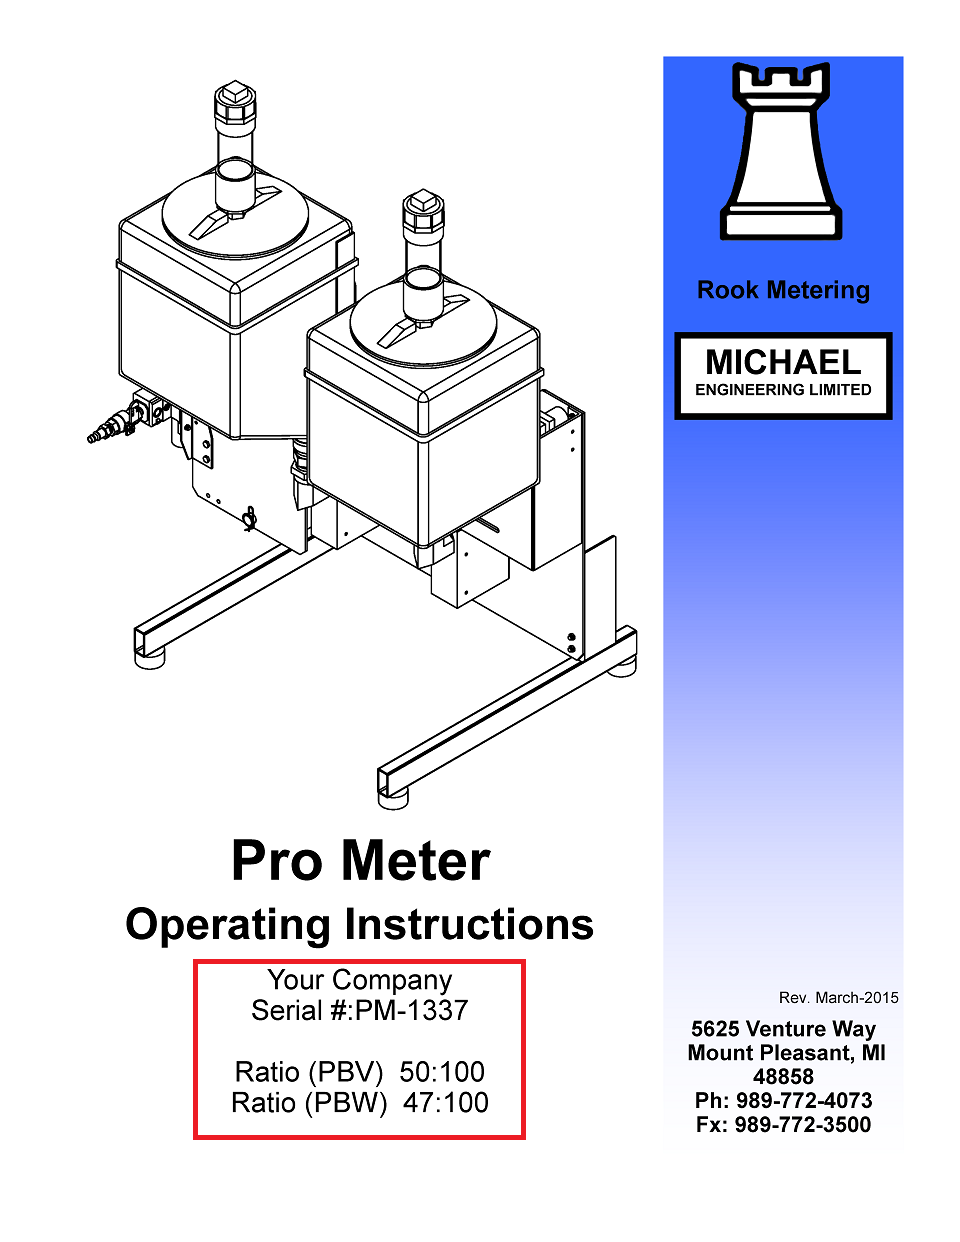 Rook Metering
MICHAEL
ENGINEERING LIMITED
Pro Meter
Operating Instructions
Your Company
Serial #:PM-1337
Ratio (PBV)  50:100
Ratio (PBW)  47:100
Rev. March-2015
5625 Venture Way
Mount Pleasant, MI
48858
Ph: 989-772-4073
Fx: 989-772-3500